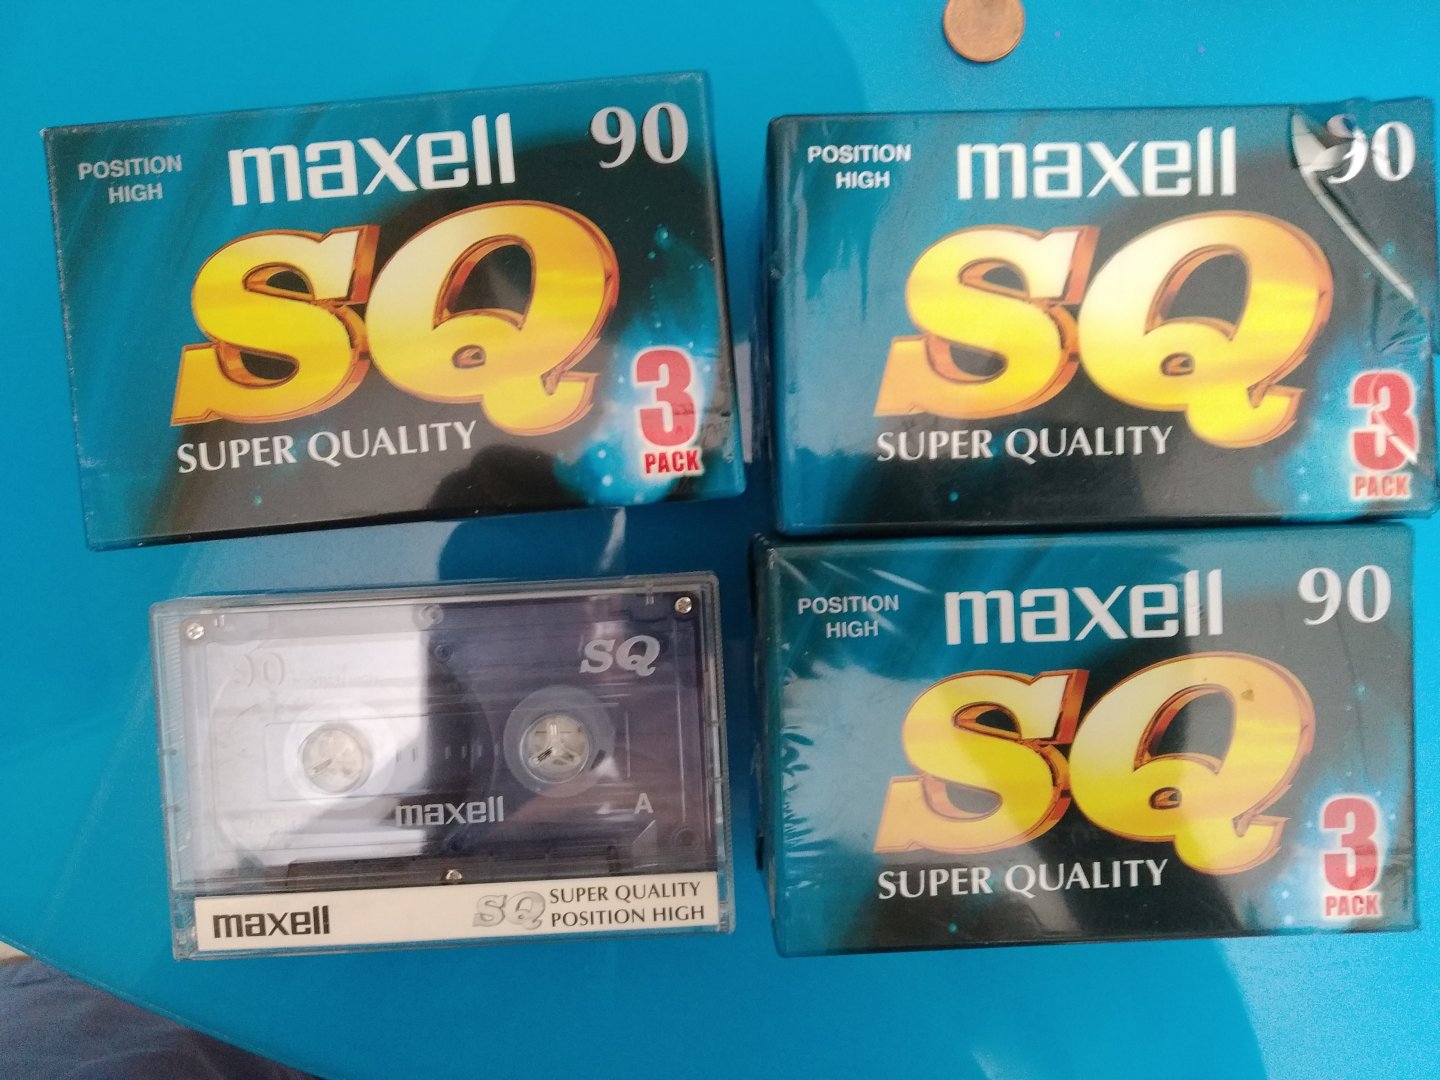 POSITION
HIGH
maxell
90
SQ
SUPER QUALITY
3
PACK
POSITION
HIGH
maxell
90
SQ
SUPER QUALITY
3
PACK
SQ
90
maxell
A
maxell
SQ
SUPER QUALITY
POSITION HIGH
POSITION
HIGH
maxell
90
SQ
SUPER QUALITY
3
PACK